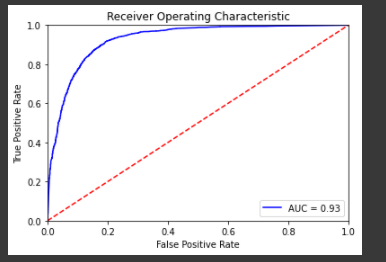 Receiver Operating Characteristic
1.0
0.8
0.6
0.4
0.2
0.0
True Positive Rate
AUC = 0.93
0.0 0.2 0.4 0.6 0.8 1.0
False Positive Rate